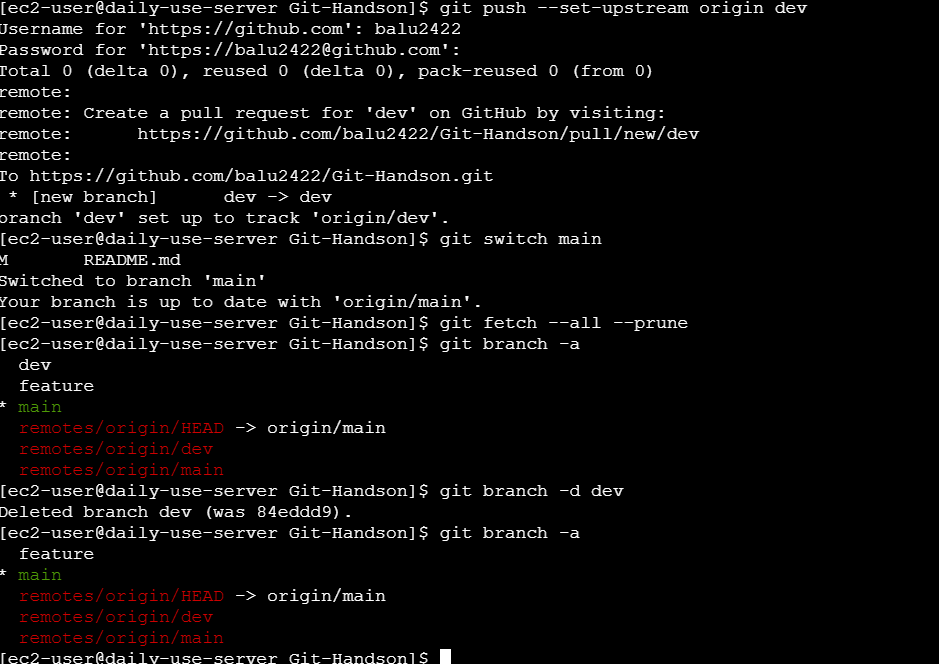 [ec2-user@daily-use-server Git-Handson]$ git push --set-upstream origin dev
Username for 'https://github.com': balu2422
Password for 'https://balu2422@github.com':
Total 0 (delta 0), reused 0 (delta 0), pack-reused 0 (from 0)
remote:
remote: Create a pull request for 'dev' on GitHub by visiting:
remote:      https://github.com/balu2422/Git-Handson/pull/new/dev
remote:
To https://github.com/balu2422/Git-Handson.git
 * [new branch]      dev -> dev
branch 'dev' set up to track 'origin/dev'.
[ec2-user@daily-use-server Git-Handson]$ git switch main
M       README.md
Switched to branch 'main'
Your branch is up to date with 'origin/main'.
[ec2-user@daily-use-server Git-Handson]$ git fetch --all --prune
[ec2-user@daily-use-server Git-Handson]$ git branch -a
  dev
  feature
* main
  remotes/origin/HEAD -> origin/main
  remotes/origin/dev
  remotes/origin/main
[ec2-user@daily-use-server Git-Handson]$ git branch -d dev
Deleted branch dev (was 84eddd9).
[ec2-user@daily-use-server Git-Handson]$ git branch -a
  feature
* main
  remotes/origin/HEAD -> origin/main
  remotes/origin/dev
  remotes/origin/main
[ec2-user@daily-use-server Git-Handson]$